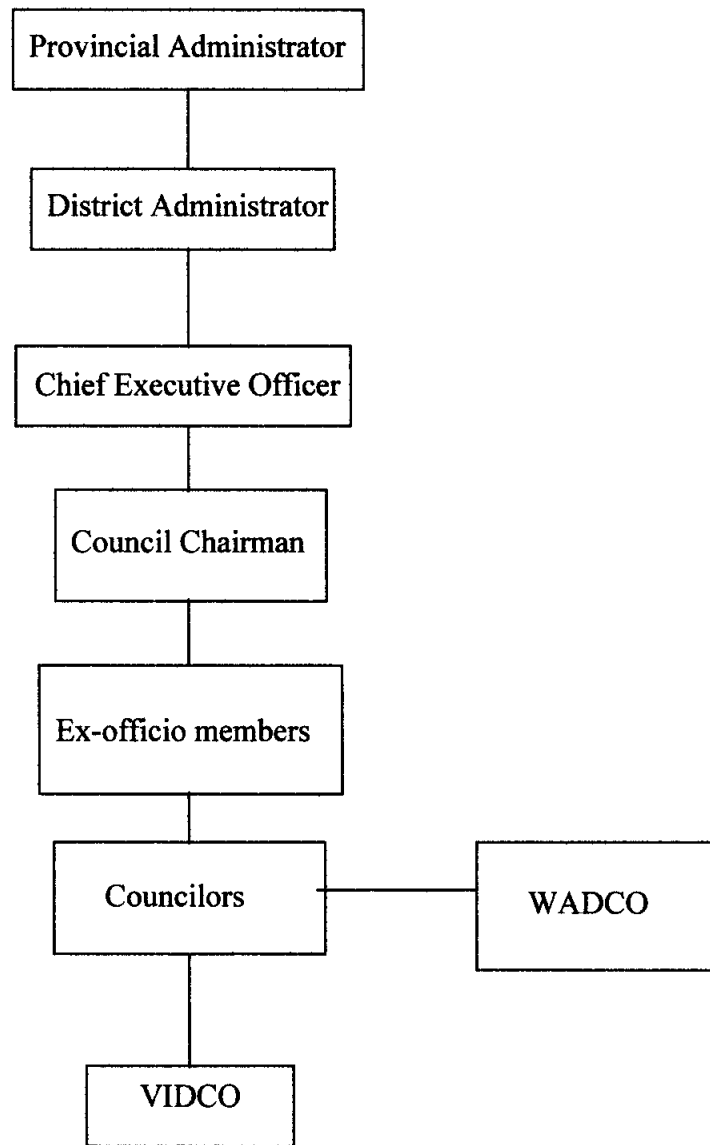 Provincial Administrator
District Administrator
Chief Executive Officer
Council Chairman
Ex-officio members
Councilors
WADCO
VIDCO